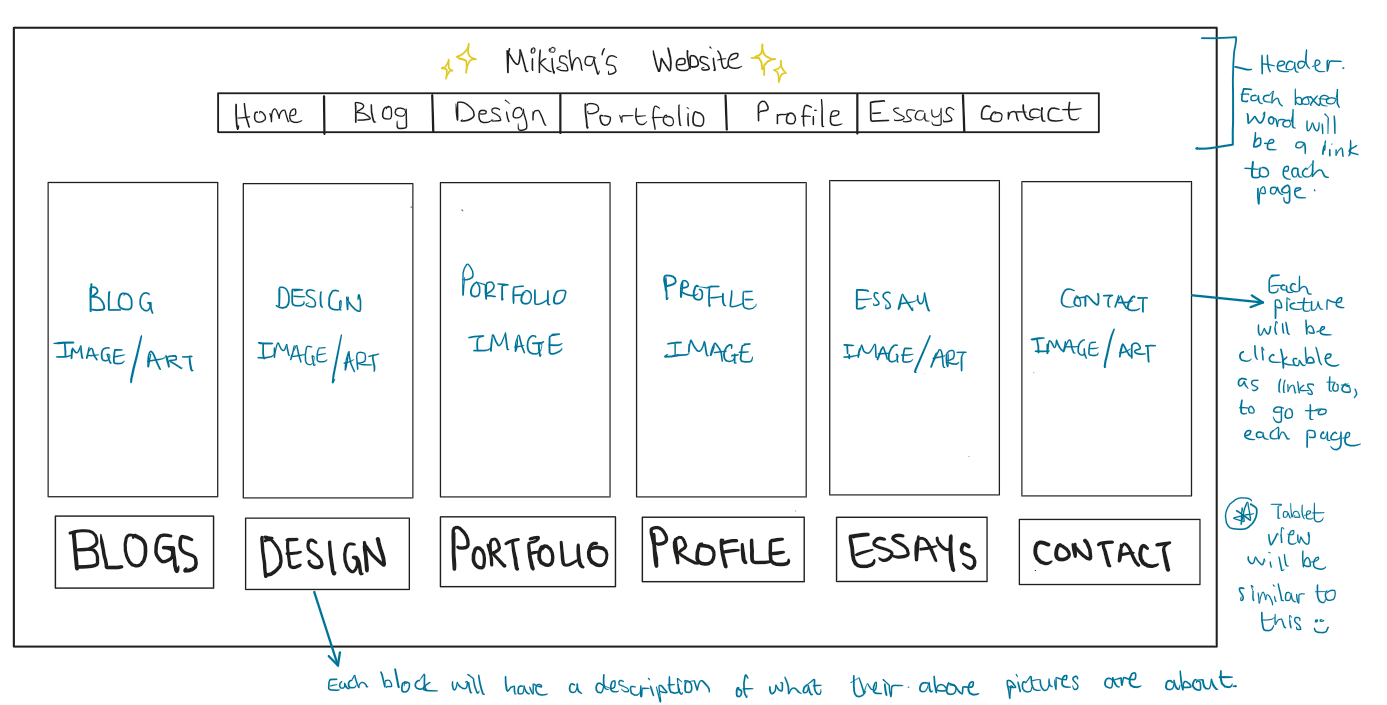 Mikisha's Website
Home Blog Design Portfolio Profile Essays Contact
Header.
Each boxed
word will
be a link
to each
page.
BLOG
IMAGE/ART
DESIGN
IMAGE/ART
PORTFOLIO
IMAGE
PROFILE
IMAGE
ESSAY
IMAGE/ART
CONTACT
IMAGE/ART
Each
picture
will be
clickable
as links too,
to go to
each page
BLOGS DESIGN PORTFOLIO PROFILE ESSAYS CONTACT
Tablet
view
will be
similar to
this
Each block will have a description of what their above pictures are about.